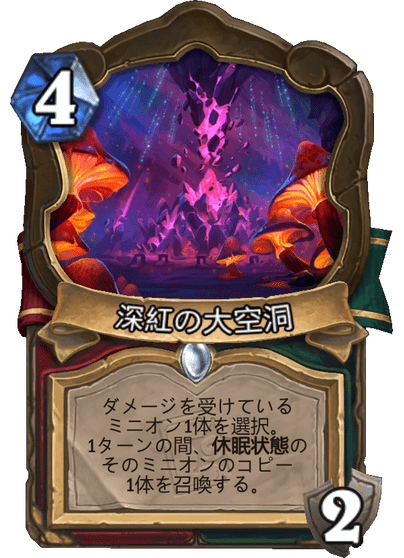 4
深紅の大空洞
ダメージを受けている
ミニオン1体を選択。
1ターンの間、休眠状態の
そのミニオンのコピー
1体を召喚する。
2